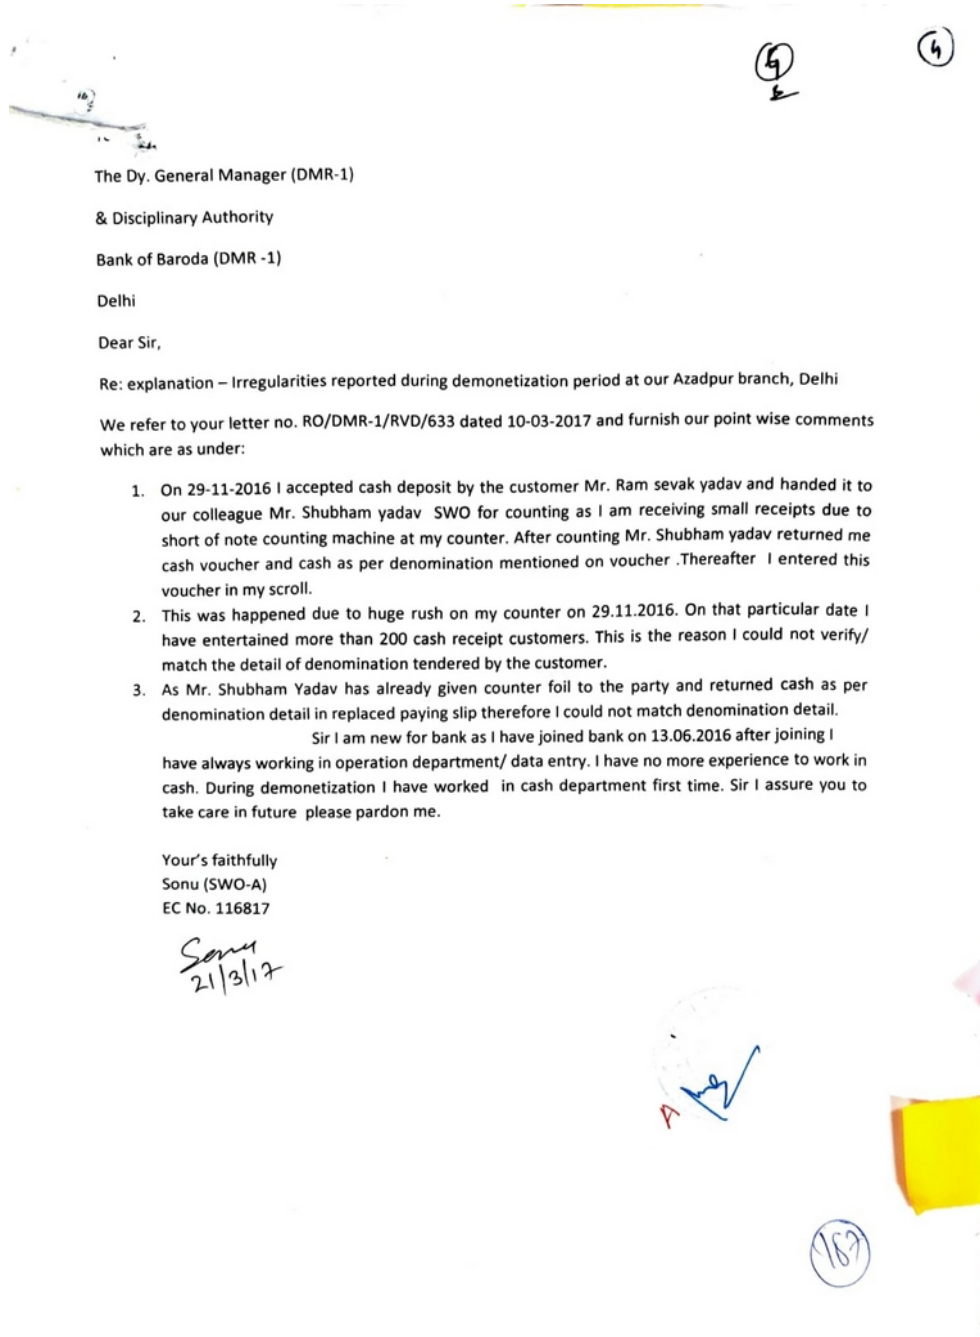 4
The Dy. General Manager (DMR-1)
& Disciplinary Authority
Bank of Baroda (DMR -1)
Delhi
Dear Sir,
Re: explanation – Irregularities reported during demonetization period at our Azadpur branch, Delhi
We refer to your letter no. RO/DMR-1/RVD/633 dated 10-03-2017 and furnish our point wise comments
which are as under:
1. On 29-11-2016 I accepted cash deposit by the customer Mr. Ram sevak yadav and handed it to
our colleague Mr. Shubham yadav SWO for counting as I am receiving small receipts due to
short of note counting machine at my counter. After counting Mr. Shubham yadav returned me
cash voucher and cash as per denomination mentioned on voucher .Thereafter I entered this
voucher in my scroll.
2. This was happened due to huge rush on my counter on 29.11.2016. On that particular date I
have entertained more than 200 cash receipt customers. This is the reason I could not verify/
match the detail of denomination tendered by the customer.
3. As Mr. Shubham Yadav has already given counter foil to the party and returned cash as per
denomination detail in replaced paying slip therefore I could not match denomination detail.
Sir I am new for bank as I have joined bank on 13.06.2016 after joining I
have always working in operation department/ data entry. I have no more experience to work in
cash. During demonetization I have worked in cash department first time. Sir I assure you to
take care in future please pardon me.
Your's faithfully
Sonu (SWO-A)
EC No. 116817
Sonu
21/3/17
A
187